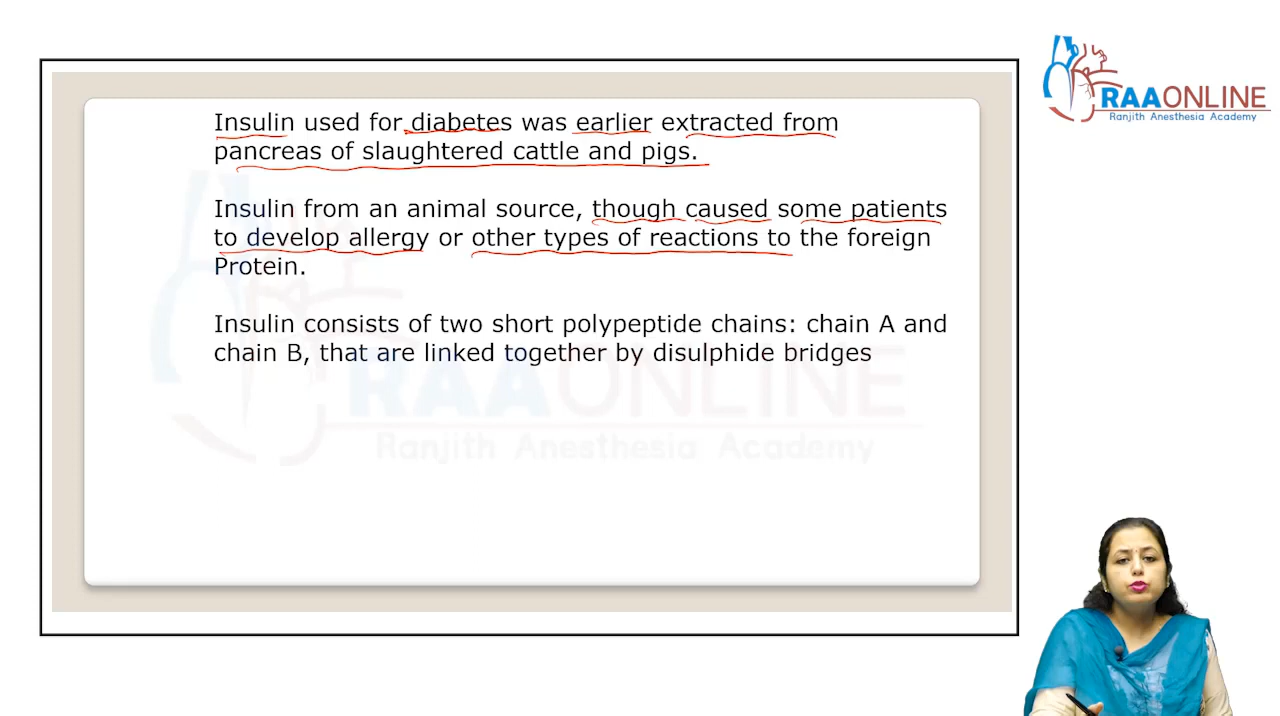 RAAONLINE
Ranjith Anesthesia Academy
Insulin used for diabetes was earlier extracted from
pancreas of slaughtered cattle and pigs.
Insulin from an animal source, though caused some patients
to develop allergy or other types of reactions to the foreign
Protein.
Insulin consists of two short polypeptide chains: chain A and
chain B, that are linked together by disulphide bridges
RAAONLINE
Ranjith Anesthesia Academy